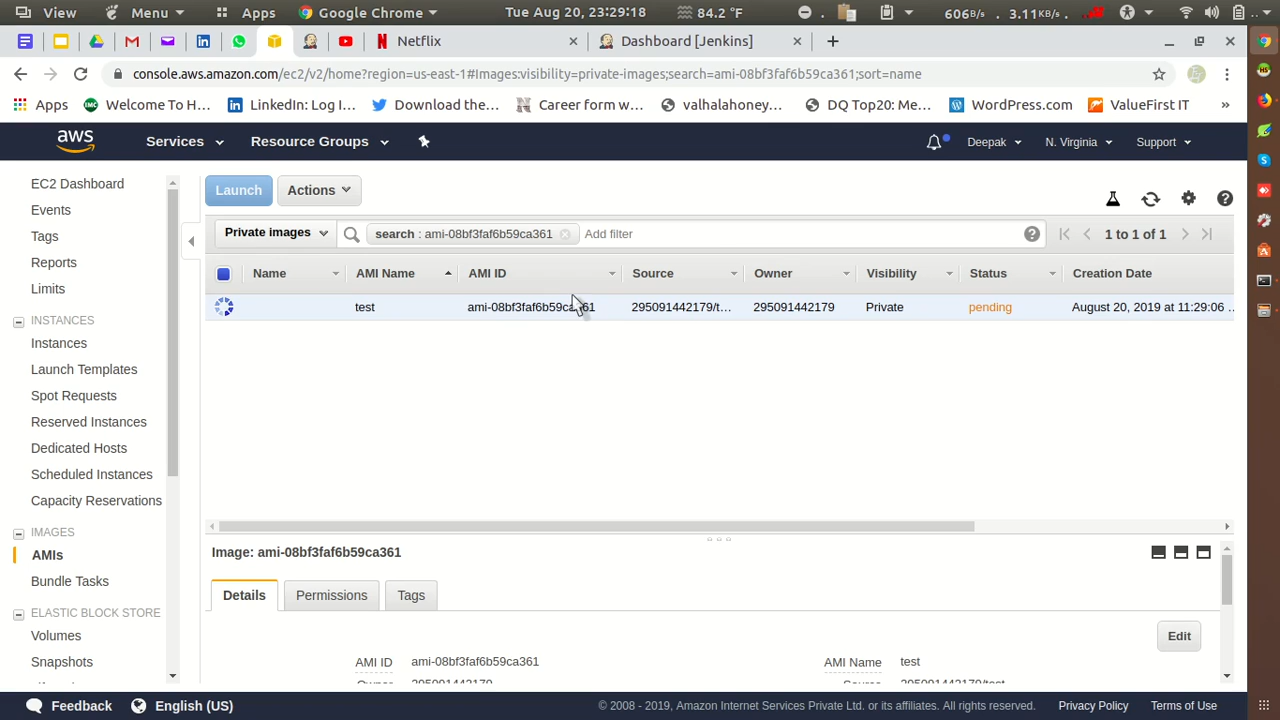 View Menu Apps Google Chrome Tue Aug 20, 23:29:18 84.2 °F 606B/s 3.11KB/s
Netflix × Dashboard [Jenkins] × +
console.aws.amazon.com/ec2/v2/home?region=us-east-1#Images:visibility=private-images;search=ami-08bf3faf6b59ca361;sort=name
Apps Welcome To H... LinkedIn: Log I... Download the... Career form w... valhalahoney... DQ Top20: Me... WordPress.com ValueFirst IT »
aws Services Resource Groups Deepak N. Virginia Support
EC2 Dashboard
Events
Tags
Reports
Limits
INSTANCES
Instances
Launch Templates
Spot Requests
Reserved Instances
Dedicated Hosts
Scheduled Instances
Capacity Reservations
IMAGES
AMIs
Bundle Tasks
ELASTIC BLOCK STORE
Volumes
Snapshots
Launch Actions
Private images search : ami-08bf3faf6b59ca361 Add filter 1 to 1 of 1
Name AMI Name AMI ID Source Owner Visibility Status Creation Date
test ami-08bf3faf6b59ca361 295091442179/t... 295091442179 Private pending August 20, 2019 at 11:29:06 ...
Image: ami-08bf3faf6b59ca361
Details Permissions Tags
Edit
AMI ID ami-08bf3faf6b59ca361 AMI Name test
Owner 295091442179 Source 295091442179/test
Feedback English (US) © 2008 - 2019, Amazon Internet Services Private Ltd. or its affiliates. All rights reserved. Privacy Policy Terms of Use